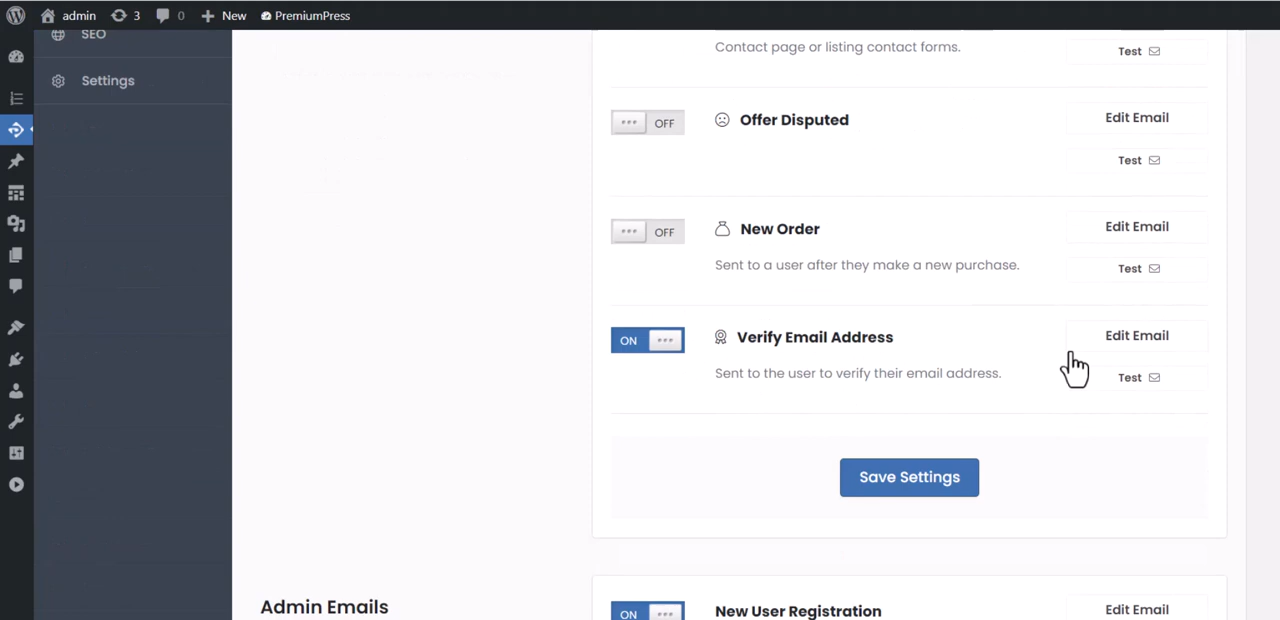 admin 3 0 New PremiumPress
SEO
Settings
Contact page or listing contact forms.
Test
OFF Offer Disputed Edit Email
Test
OFF New Order Edit Email
Sent to a user after they make a new purchase. Test
ON Verify Email Address Edit Email
Sent to the user to verify their email address. Test
Save Settings
Admin Emails
ON New User Registration Edit Email